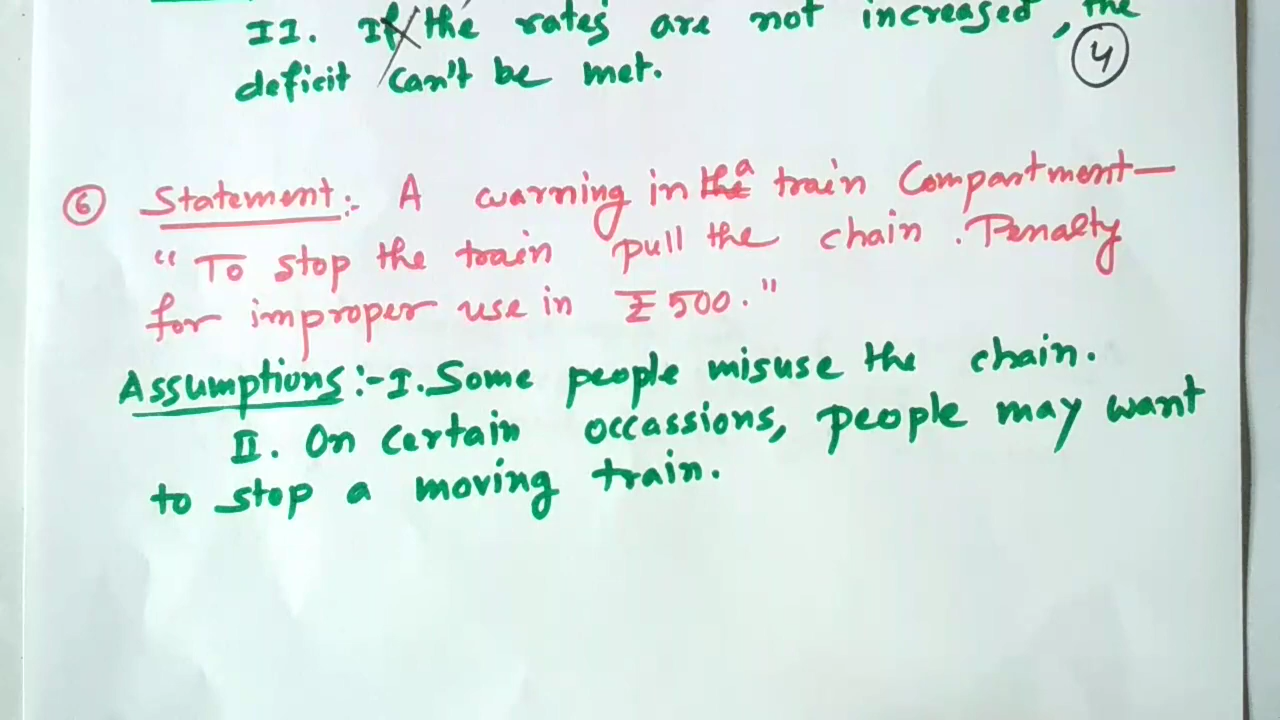 II. If the rates are not increased, the
deficit can't be met.
4
6 Statement:- A warning in the a train Compartment—
"To stop the train pull the chain. Penalty
for improper use in ₹500."
Assumptions:-I. Some people misuse the chain.
II. On certain occassions, people may want
to stop a moving train.